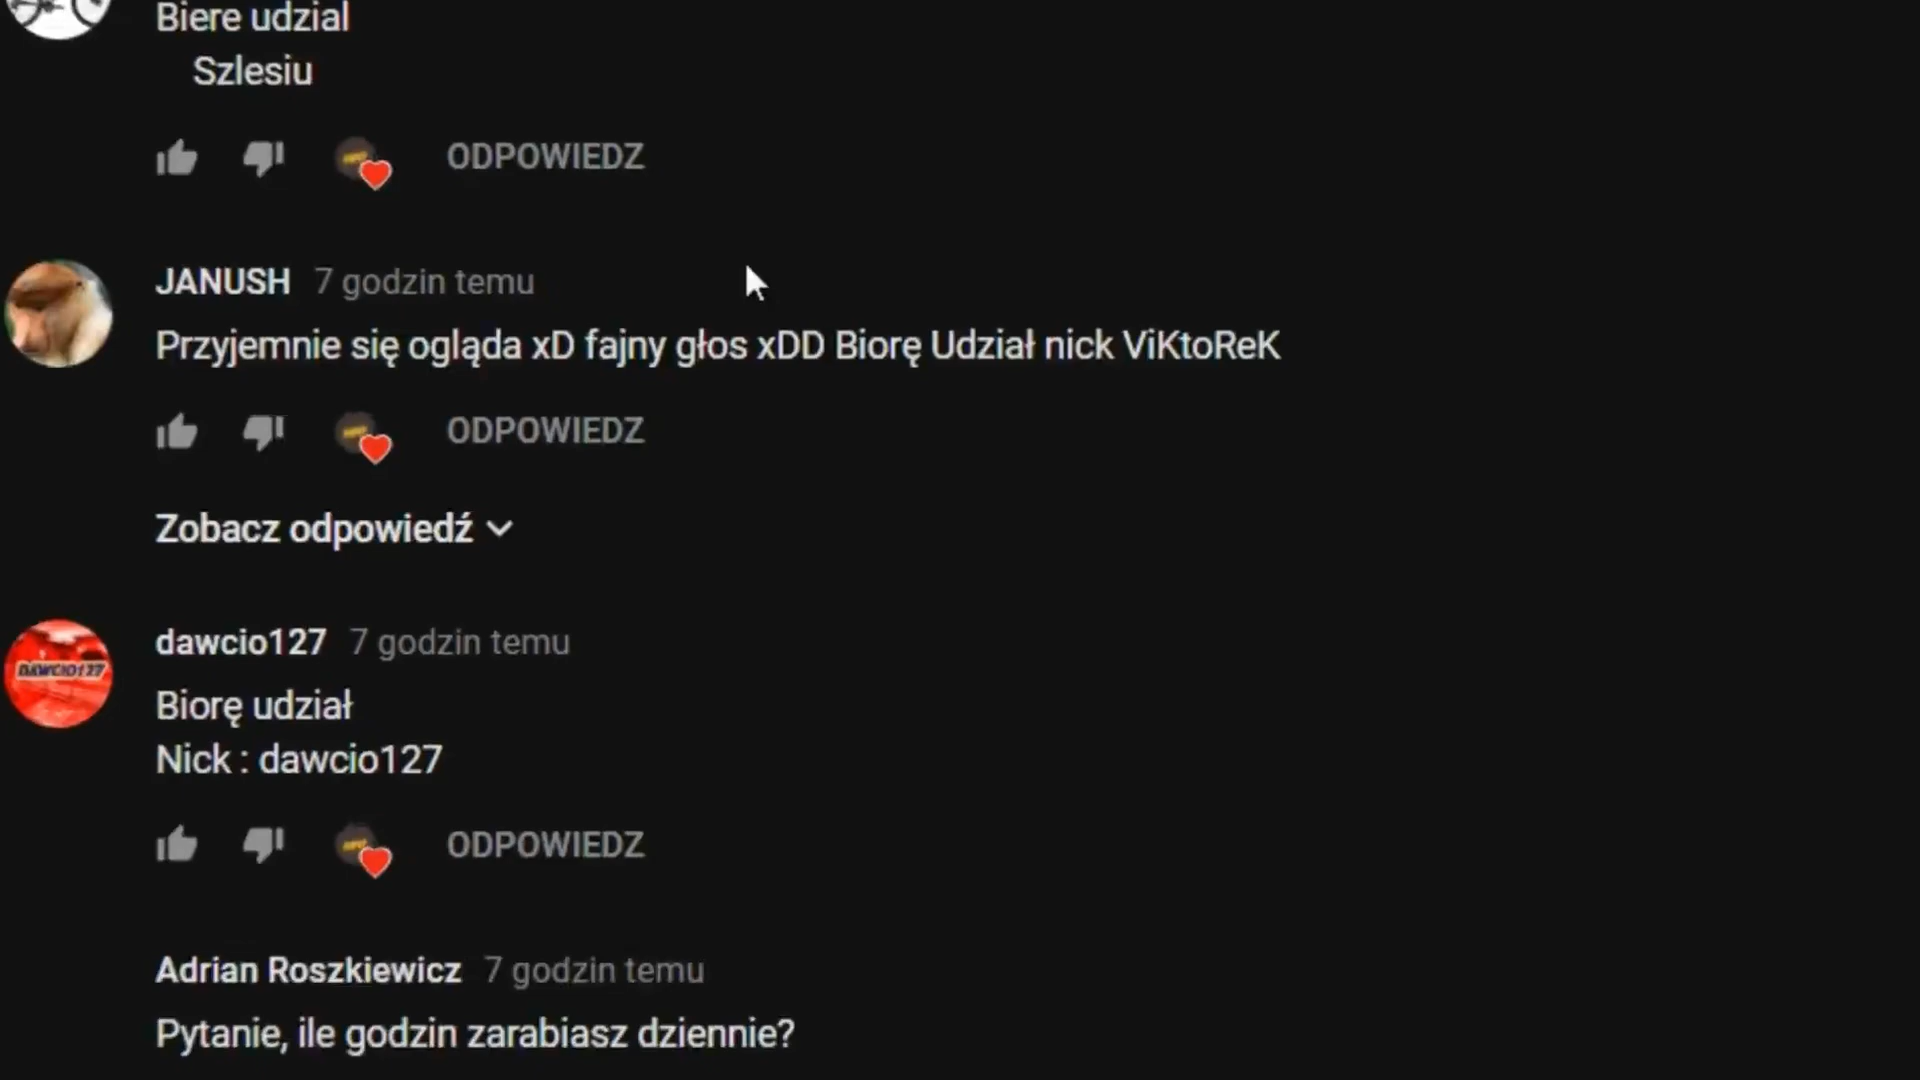 Biere udzial
Szlesiu
ODPOWIEDZ
JANUSH 7 godzin temu
Przyjemnie się ogląda xD fajny głos xDD Biorę Udział nick ViKtoReK
ODPOWIEDZ
Zobacz odpowiedź
dawcio127 7 godzin temu
DAWCIO127
Biorę udział
Nick : dawcio127
ODPOWIEDZ
Adrian Roszkiewicz 7 godzin temu
Pytanie, ile godzin zarabiasz dziennie?